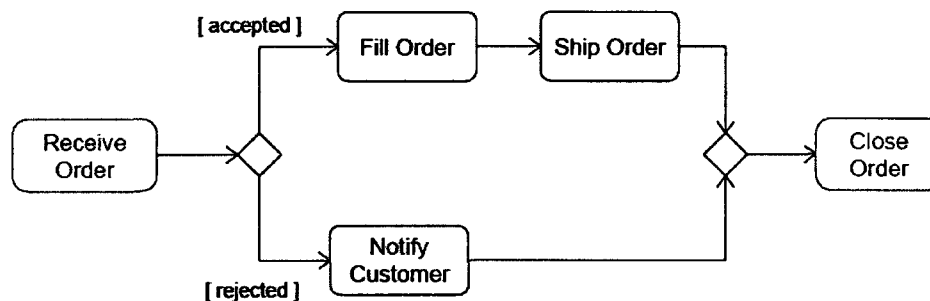 [ accepted ]
Fill Order
Ship Order
Receive
Order
Close
Order
Notify
Customer
[ rejected ]